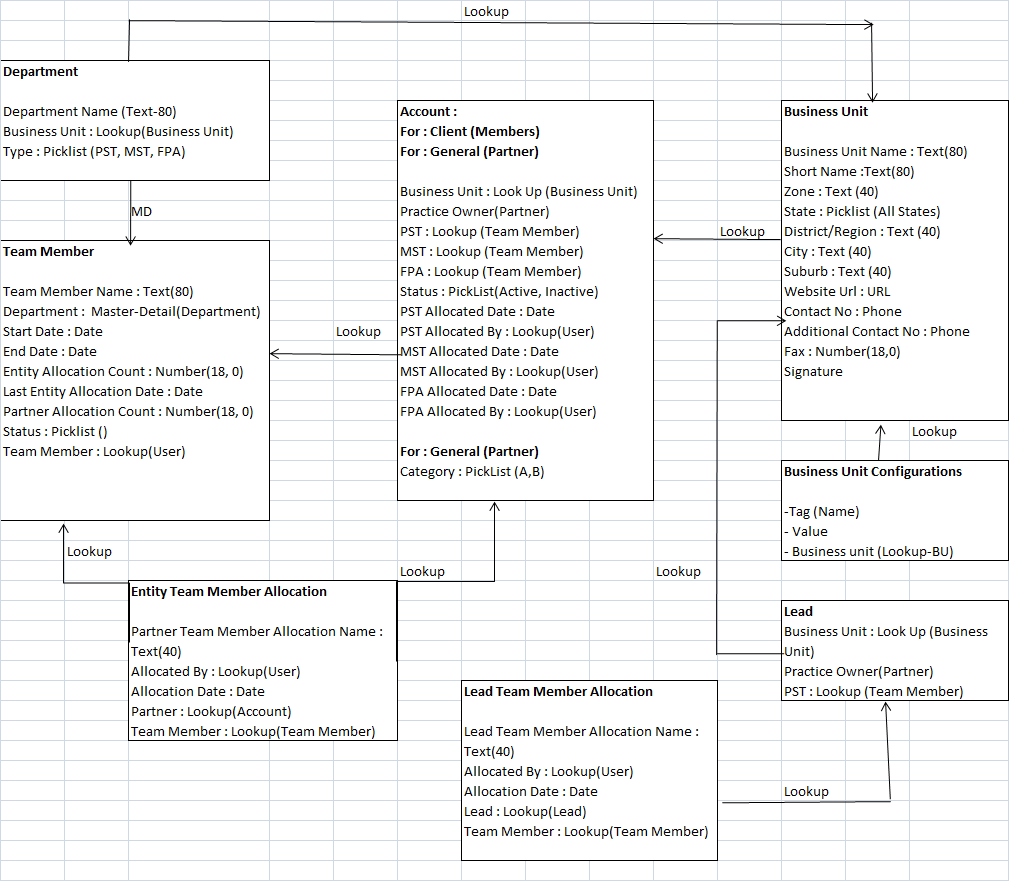 Lookup
Department
Department Name (Text-80)
Business Unit : Lookup(Business Unit)
Type : Picklist (PST, MST, FPA)
MD
Team Member
Team Member Name : Text(80)
Department : Master-Detail(Department)
Start Date : Date
End Date : Date
Entity Allocation Count : Number(18, 0)
Last Entity Allocation Date : Date
Partner Allocation Count : Number(18, 0)
Status : Picklist ()
Team Member : Lookup(User)
Lookup
Account :
For : Client (Members)
For : General (Partner)
Business Unit : Look Up (Business Unit)
Practice Owner(Partner)
PST : Lookup (Team Member)
MST : Lookup (Team Member)
FPA : Lookup (Team Member)
Status : PickList(Active, Inactive)
PST Allocated Date : Date
PST Allocated By : Lookup(User)
MST Allocated Date : Date
MST Allocated By : Lookup(User)
FPA Allocated Date : Date
FPA Allocated By : Lookup(User)
For : General (Partner)
Category : PickList (A,B)
Lookup
Business Unit
Business Unit Name : Text(80)
Short Name :Text(80)
Zone : Text (40)
State : Picklist (All States)
District/Region : Text (40)
City : Text (40)
Suburb : Text (40)
Website Url : URL
Contact No : Phone
Additional Contact No : Phone
Fax : Number(18,0)
Signature
Lookup
Business Unit Configurations
-Tag (Name)
- Value
- Business unit (Lookup-BU)
Lookup
Lookup
Lookup
Entity Team Member Allocation
Partner Team Member Allocation Name :
Text(40)
Allocated By : Lookup(User)
Allocation Date : Date
Partner : Lookup(Account)
Team Member : Lookup(Team Member)
Lead
Business Unit : Look Up (Business
Unit)
Practice Owner(Partner)
PST : Lookup (Team Member)
Lead Team Member Allocation
Lead Team Member Allocation Name :
Text(40)
Allocated By : Lookup(User)
Allocation Date : Date
Lead : Lookup(Lead)
Team Member : Lookup(Team Member)
Lookup